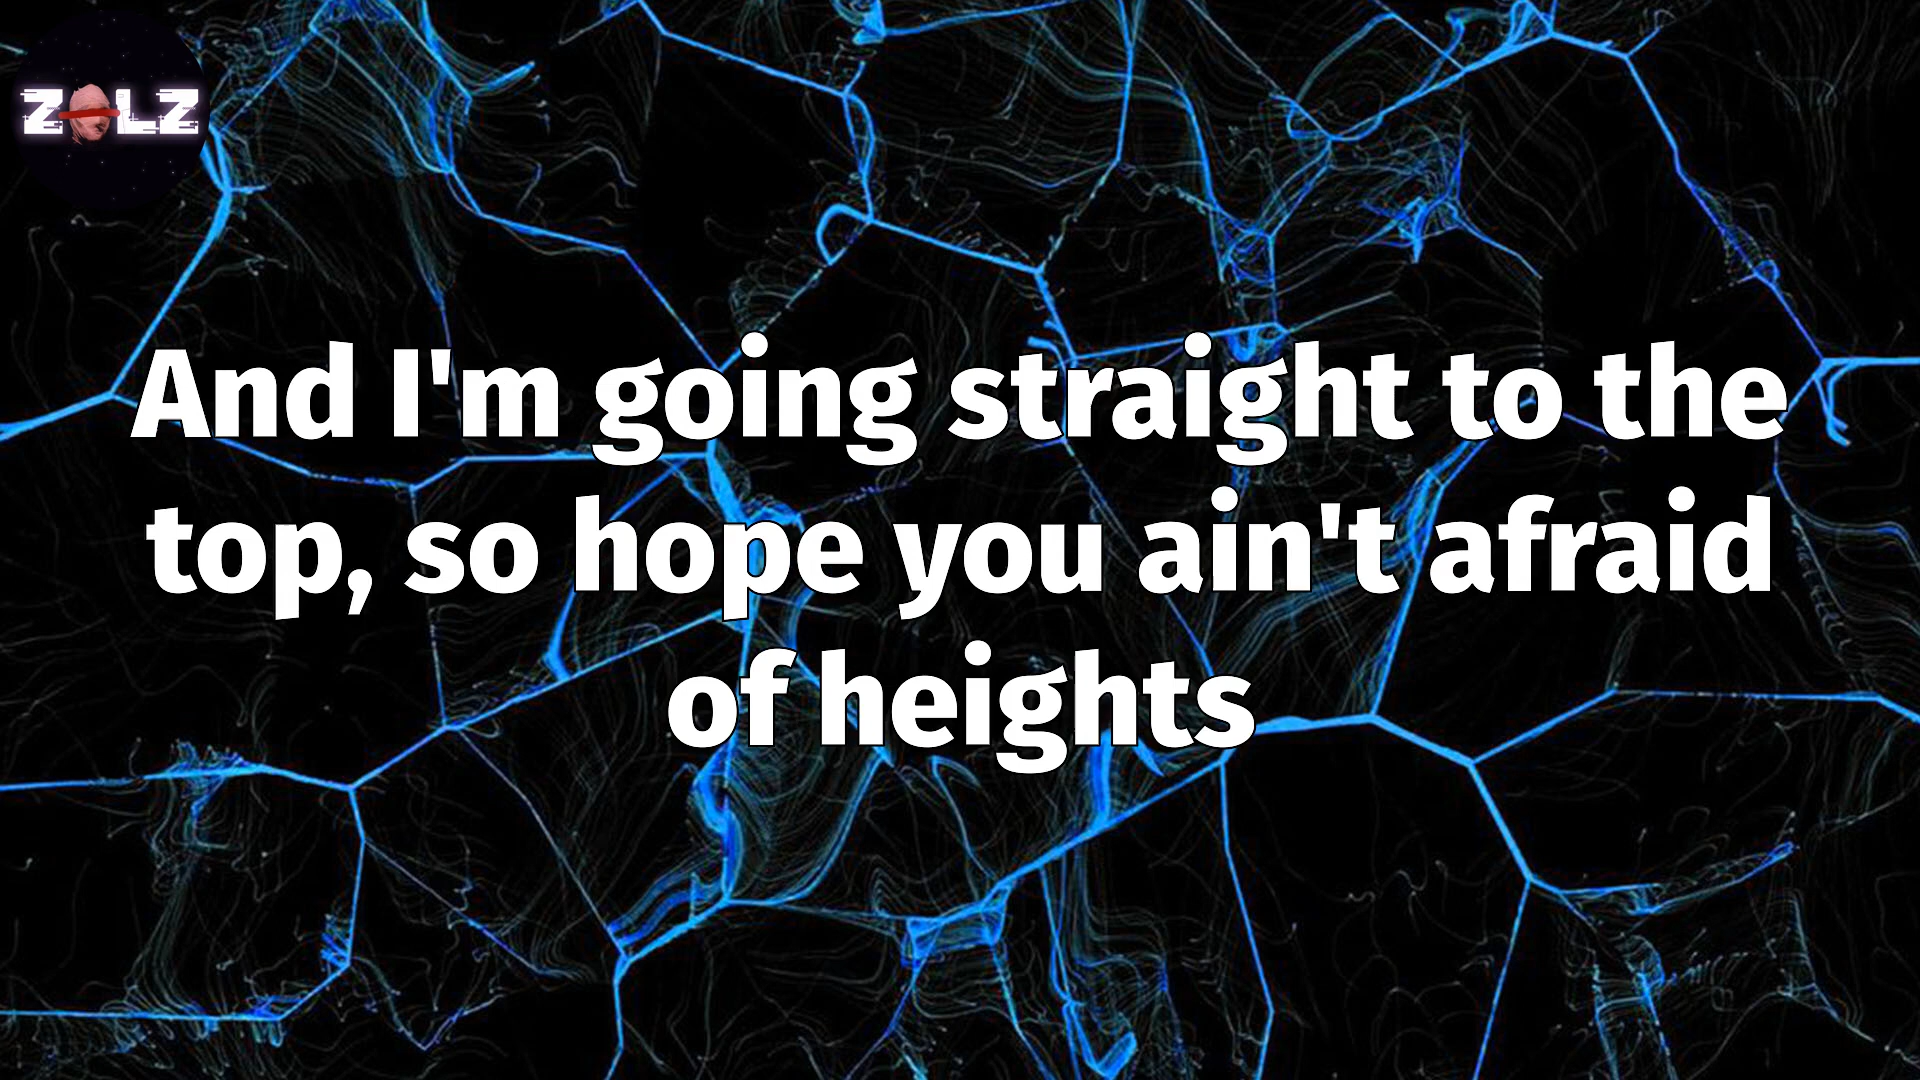 ZOLZ
And I'm going straight to the
top, so hope you ain't afraid
of heights